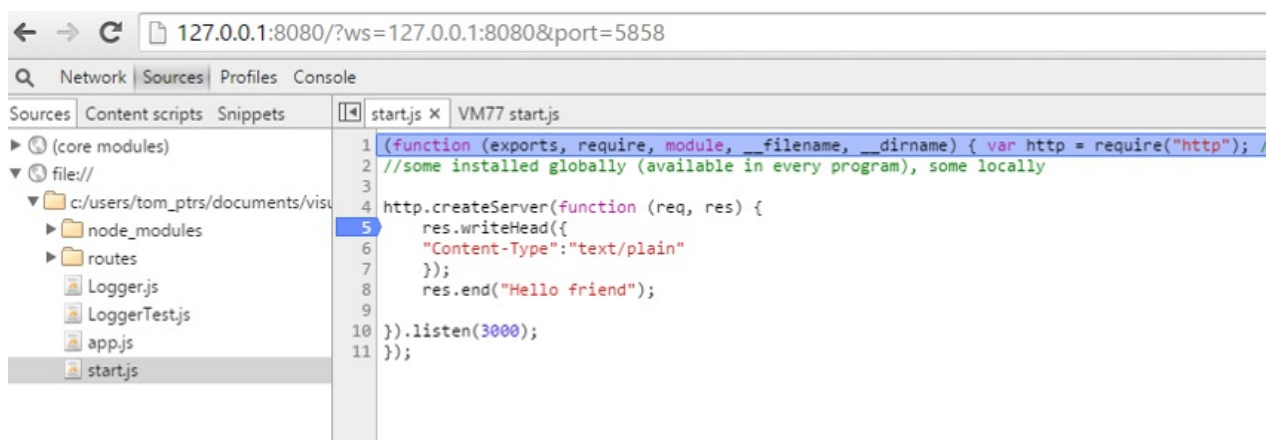 127.0.0.1:8080/?ws=127.0.0.1:8080&port=5858
Network Sources Profiles Console
Sources Content scripts Snippets
start.js × VM77 start.js
(core modules)
file://
c:/users/tom_ptrs/documents/visu
node_modules
routes
Logger.js
LoggerTest.js
app.js
start.js
1 (function (exports, require, module, __filename, __dirname) { var http = require("http"); /
2 //some installed globally (available in every program), some locally
3
4 http.createServer(function (req, res) {
5 res.writeHead({
6 "Content-Type":"text/plain"
7 });
8 res.end("Hello friend");
9
10 }).listen(3000);
11 });